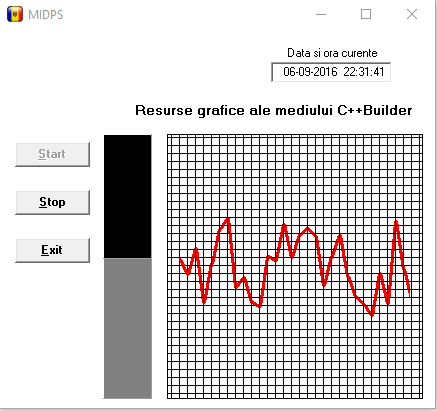 MIDPS
Data si ora curente
06-09-2016 22:31:41
Resurse grafice ale mediului C++Builder
Start
Stop
Exit